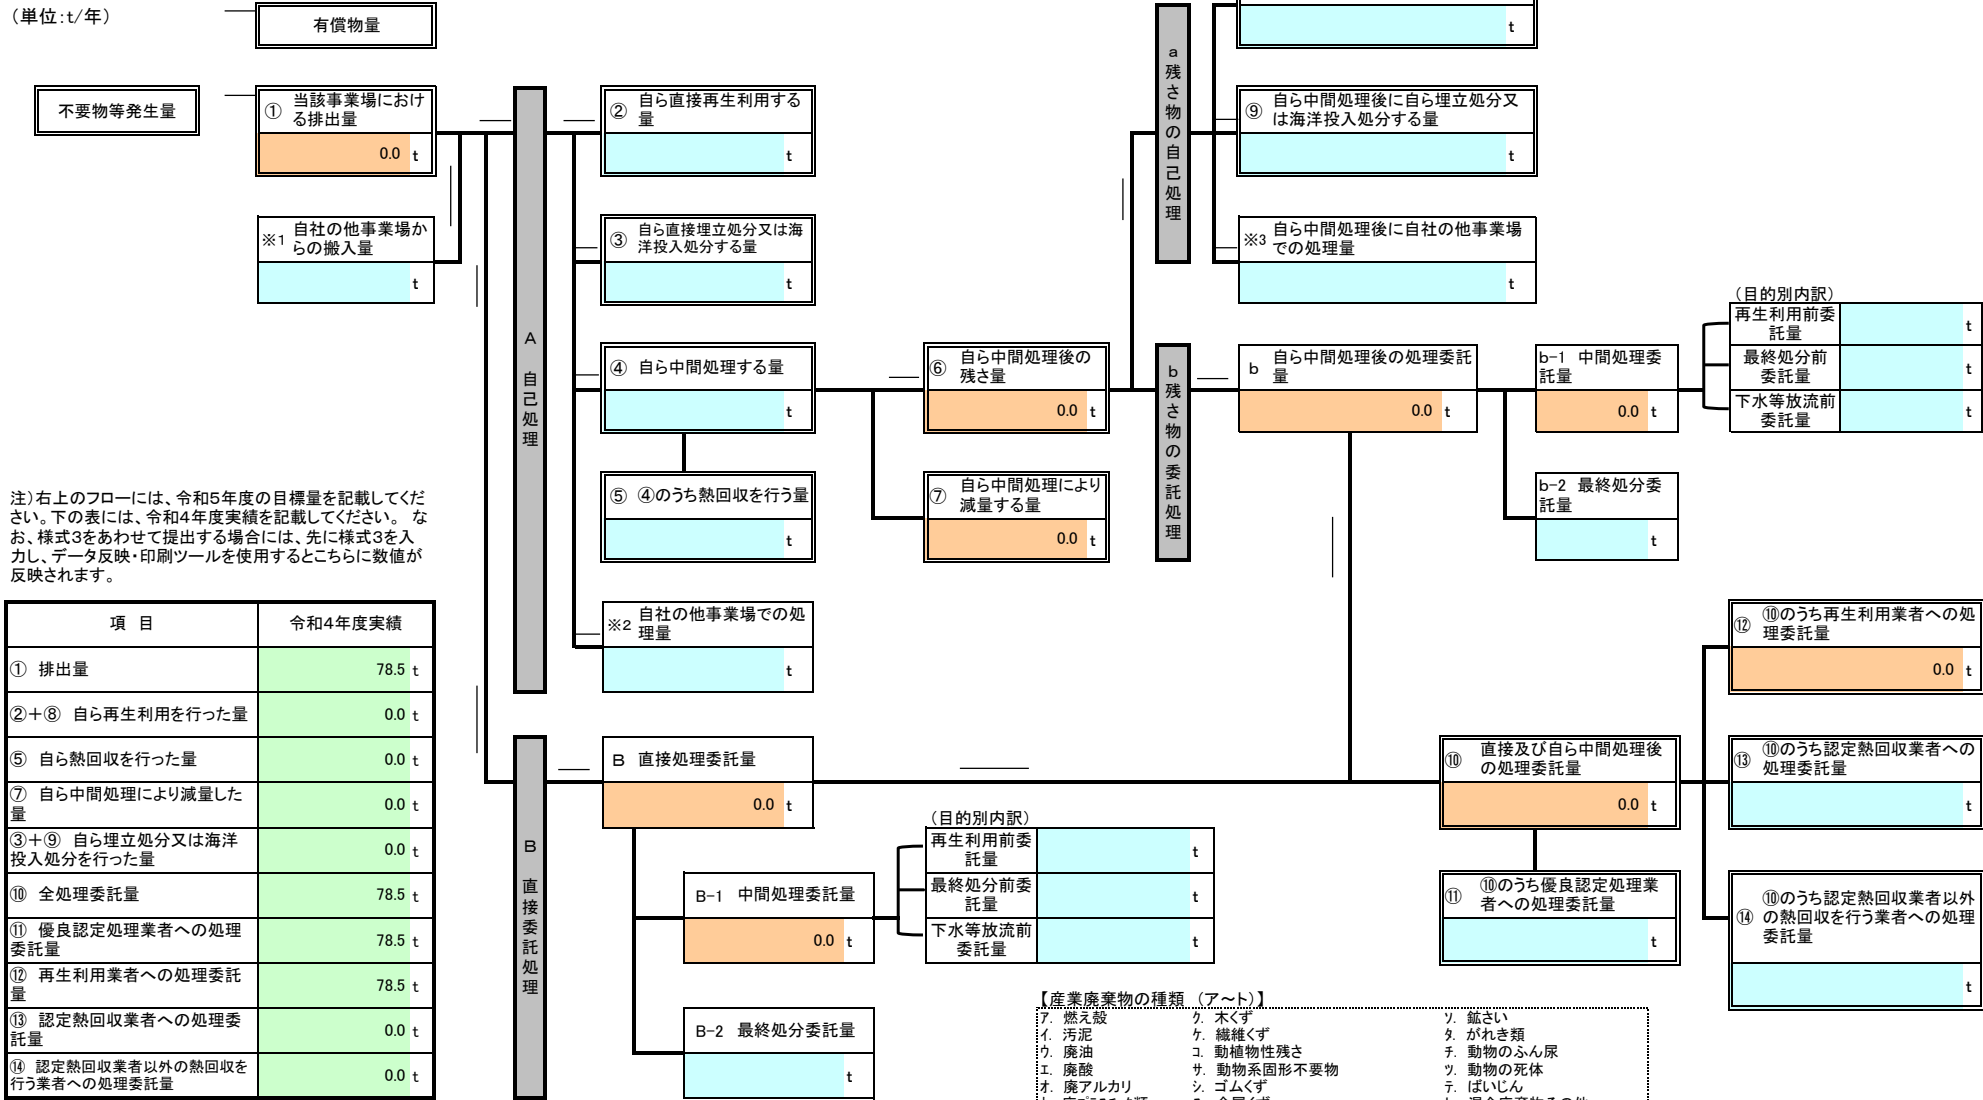 （単位：t/年）
有償物量
t
不要物等発生量
① 当該事業場におけ
る排出量
0.0 t
※1 自社の他事業場か
らの搬入量
t
A 自己処理
② 自ら直接再生利用する
量
t
③ 自ら直接埋立処分又は海
洋投入処分する量
t
④ 自ら中間処理する量
t
⑤ ④のうち熱回収を行う量
t
※2 自社の他事業場での処
理量
t
⑥ 自ら中間処理後の
残さ量
0.0 t
⑦ 自ら中間処理により
減量する量
0.0 t
a 残さ物の自己処理
⑨ 自ら中間処理後に自ら埋立処分又
は海洋投入処分する量
t
※3 自ら中間処理後に自社の他事業場
での処理量
t
b 残さ物の委託処理
b 自ら中間処理後の処理委託
量
0.0 t
b-1 中間処理委
託量
0.0 t
b-2 最終処分委
託量
t
（目的別内訳）
再生利用前委
託量
t
最終処分前
委託量
t
下水等放流前
委託量
t
注）右上のフローには、令和5年度の目標量を記載してくだ
さい。下の表には、令和4年度実績を記載してください。 な
お、様式3をあわせて提出する場合には、先に様式3を入
力し、データ反映・印刷ツールを使用するとこちらに数値が
反映されます。
項 目 令和4年度実績
① 排出量 78.5 t
②＋⑧ 自ら再生利用を行った量 0.0 t
⑤ 自ら熱回収を行った量 0.0 t
⑦ 自ら中間処理により減量した
量 0.0 t
③＋⑨ 自ら埋立処分又は海洋
投入処分を行った量 0.0 t
⑩ 全処理委託量 78.5 t
⑪ 優良認定処理業者への処理
委託量 78.5 t
⑫ 再生利用業者への処理委託
量 78.5 t
⑬ 認定熱回収業者への処理委
託量 0.0 t
⑭ 認定熱回収業者以外の熱回収を
行う業者への処理委託量 0.0 t
B 直接委託処理
B 直接処理委託量
0.0 t
B-1 中間処理委託量
0.0 t
B-2 最終処分委託量
t
（目的別内訳）
再生利用前委
託量
t
最終処分前委
託量
t
下水等放流前
委託量
t
⑩ 直接及び自ら中間処理後
の処理委託量
0.0 t
⑪ ⑩のうち優良認定処理業
者への処理委託量
t
⑫ ⑩のうち再生利用業者への処
理委託量
0.0 t
⑬ ⑩のうち認定熱回収業者への
処理委託量
t
⑭ ⑩のうち認定熱回収業者以外
の熱回収を行う業者への処理
委託量
t
【産業廃棄物の種類 （ア～ト）】
ア. 燃え殻 ク. 木くず ソ. 鉱さい
イ. 汚泥 ケ. 繊維くず タ. がれき類
ウ. 廃油 コ. 動植物性残さ チ. 動物のふん尿
エ. 廃酸 サ. 動物系固形不要物 ツ. 動物の死体
オ. 廃アルカリ シ. ゴムくず テ. ばいじん